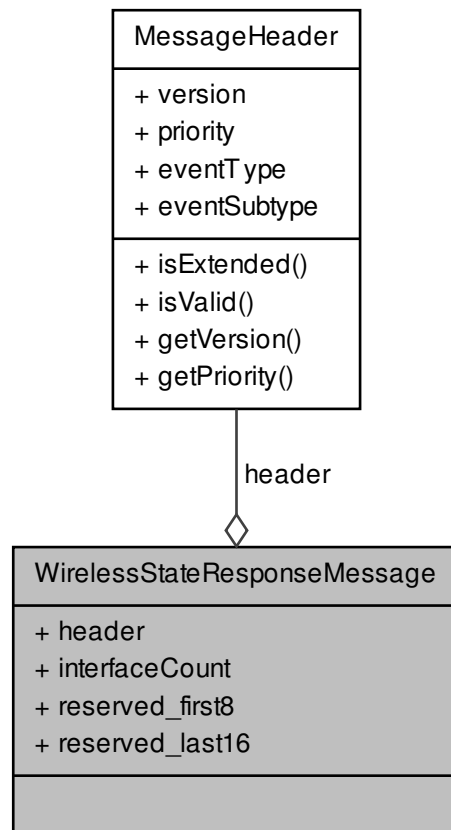 MessageHeader
+ version
+ priority
+ eventType
+ eventSubtype
+ isExtended()
+ isValid()
+ getVersion()
+ getPriority()
header
WirelessStateResponseMessage
+ header
+ interfaceCount
+ reserved_first8
+ reserved_last16